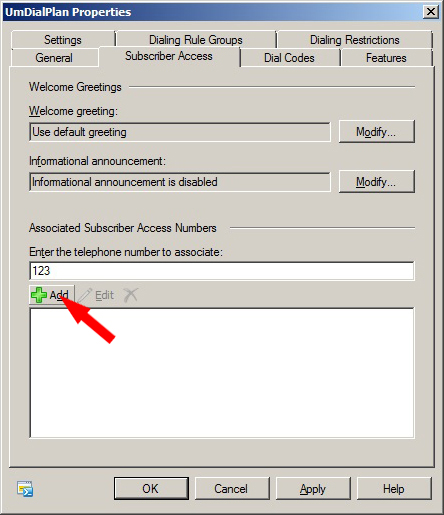 UmDialPlan Properties
Settings Dialing Rule Groups Dialing Restrictions
General Subscriber Access Dial Codes Features
Welcome Greetings
Welcome greeting:
Use default greeting Modify...
Informational announcement:
Informational announcement is disabled Modify...
Associated Subscriber Access Numbers
Enter the telephone number to associate:
123
Add Edit
OK Cancel Apply Help